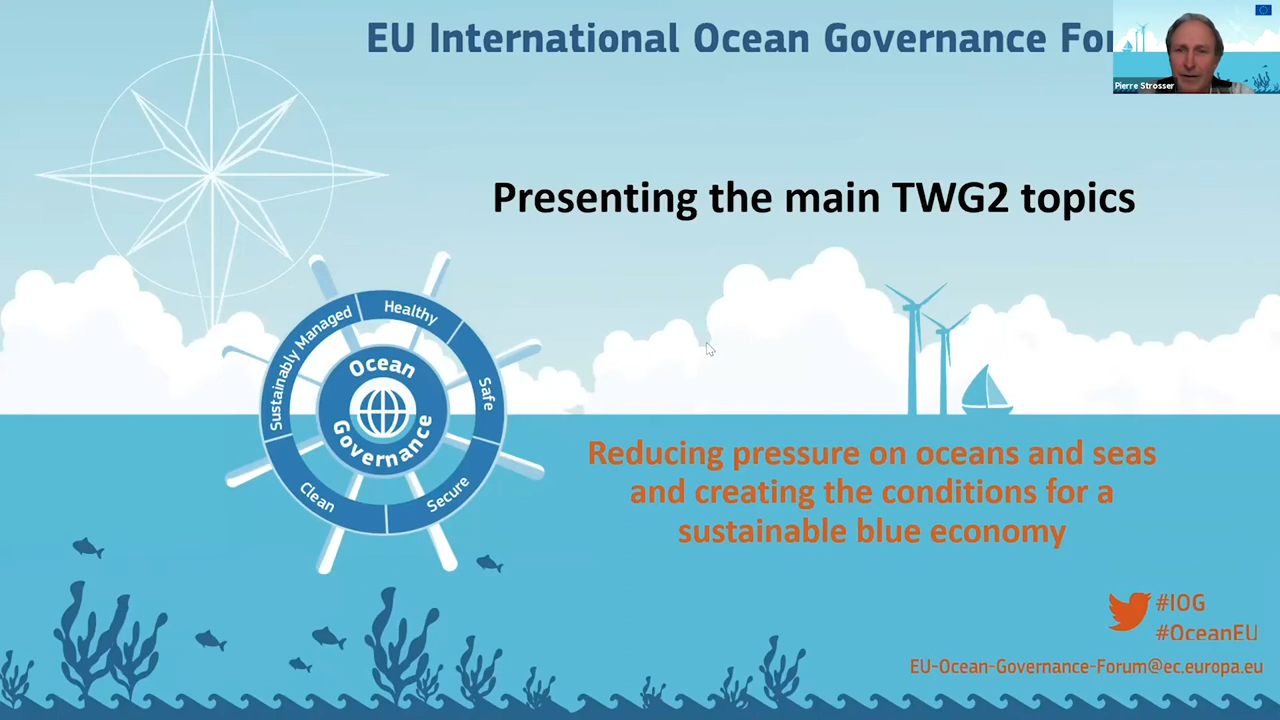 EU International Ocean Governance For
Pierre Strosser
Presenting the main TWG2 topics
Sustainably Managed
Healthy
Safe
Secure
Clean
Ocean
Governance
Reducing pressure on oceans and seas
and creating the conditions for a
sustainable blue economy
#IOG
#OceanEU
EU-Ocean-Governance-Forum@ec.europa.eu